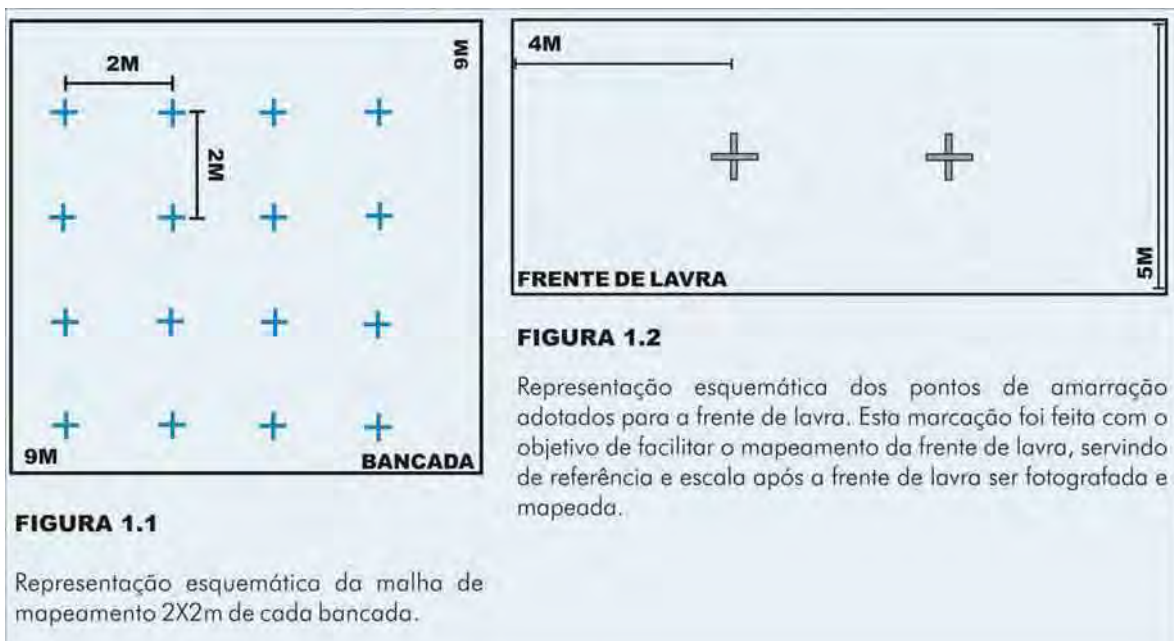 2M
9M
2M
9M
BANCADA
FIGURA 1.1
Representação esquemática da malha de
mapeamento 2X2m de cada bancada.
4M
5M
FRENTE DE LAVRA
FIGURA 1.2
Representação esquemática dos pontos de amarração
adotados para a frente de lavra. Esta marcação foi feita com o
objetivo de facilitar o mapeamento da frente de lavra, servindo
de referência e escala após a frente de lavra ser fotografada e
mapeada.